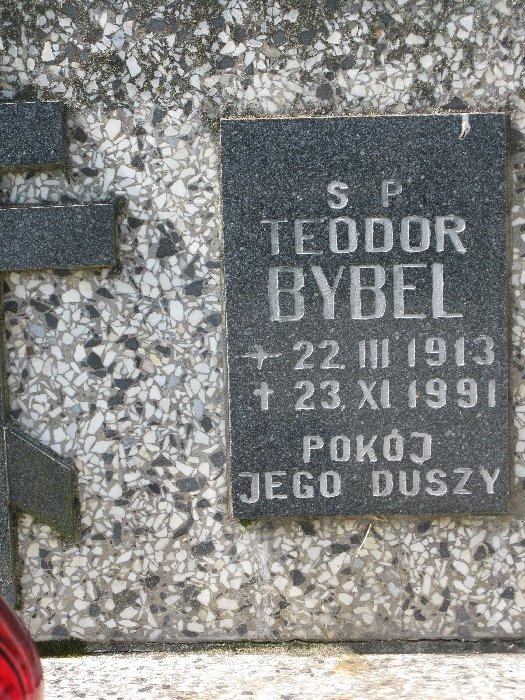 S P
TEODOR
BYBEL
22. III 1913
✝ 23. XI 1991
POKÓJ
JEGO DUSZY